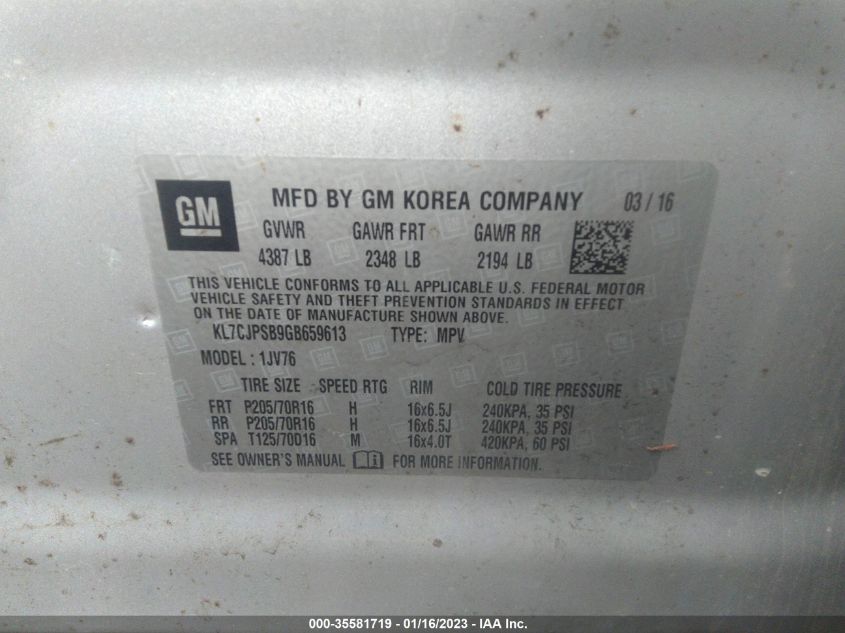 GM MFD BY GM KOREA COMPANY 03 / 16
GVWR GAWR FRT GAWR RR
4387 LB 2348 LB 2194 LB
THIS VEHICLE CONFORMS TO ALL APPLICABLE U.S. FEDERAL MOTOR
VEHICLE SAFETY AND THEFT PREVENTION STANDARDS IN EFFECT
ON THE DATE OF MANUFACTURE SHOWN ABOVE.
KL7CJPSB9GB659613 TYPE: MPV
MODEL : 1JV76
TIRE SIZE SPEED RTG RIM COLD TIRE PRESSURE
FRT P205/70R16 H 16x6.5J 240KPA, 35 PSI
RR P205/70R16 H 16x6.5J 240KPA, 35 PSI
SPA T125/70D16 M 16x4.0T 420KPA, 60 PSI
SEE OWNER'S MANUAL FOR MORE INFORMATION.
000-35581719 - 01/16/2023 - IAA Inc.